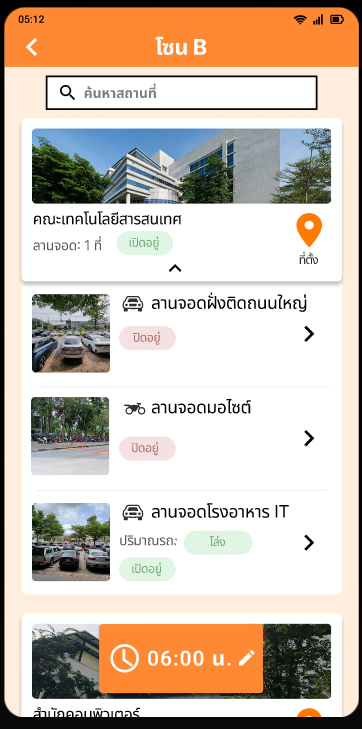 05:12
โซน B
ค้นหาสถานที่
คณะเทคโนโลยีสารสนเทศ
ลานจอด: 1 ที่
เปิดอยู่
ที่ตั้ง
ลานจอดฝั่งติดถนนใหญ่
ปิดอยู่
ลานจอดมอไซต์
ปิดอยู่
ลานจอดโรงอาหาร IT
ปริมาณรถ:
โล่ง
เปิดอยู่
06:00 น.
สำนักคอมพิวเตอร์